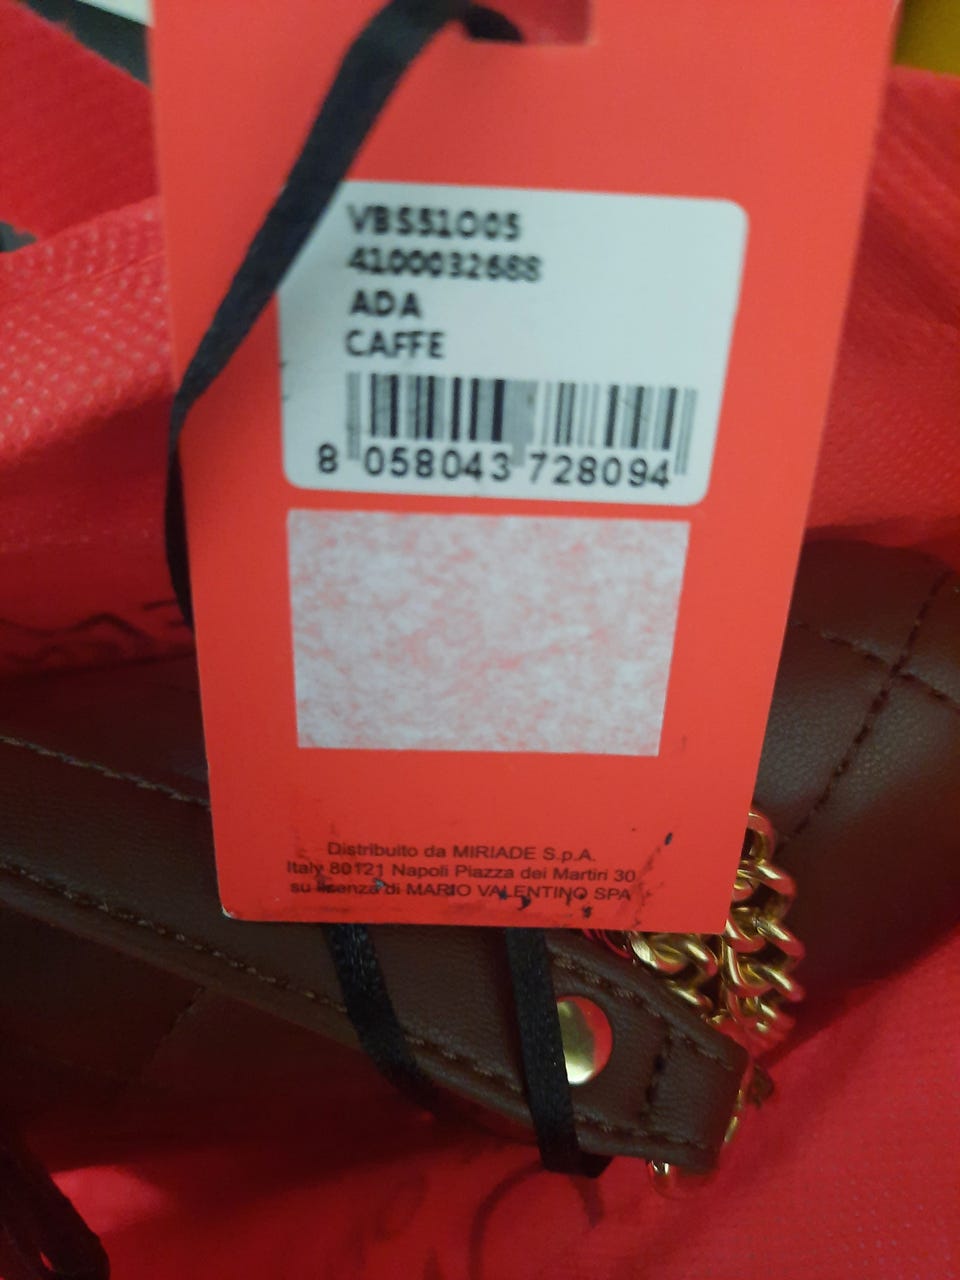 VBS51O05
4100032688
ADA
CAFFE
8 058043 728094
Distribuito da MIRIADE S.p.A.
Italy 80121 Napoli Piazza dei Martiri 30
su licenza di MARIO VALENTINO SPA